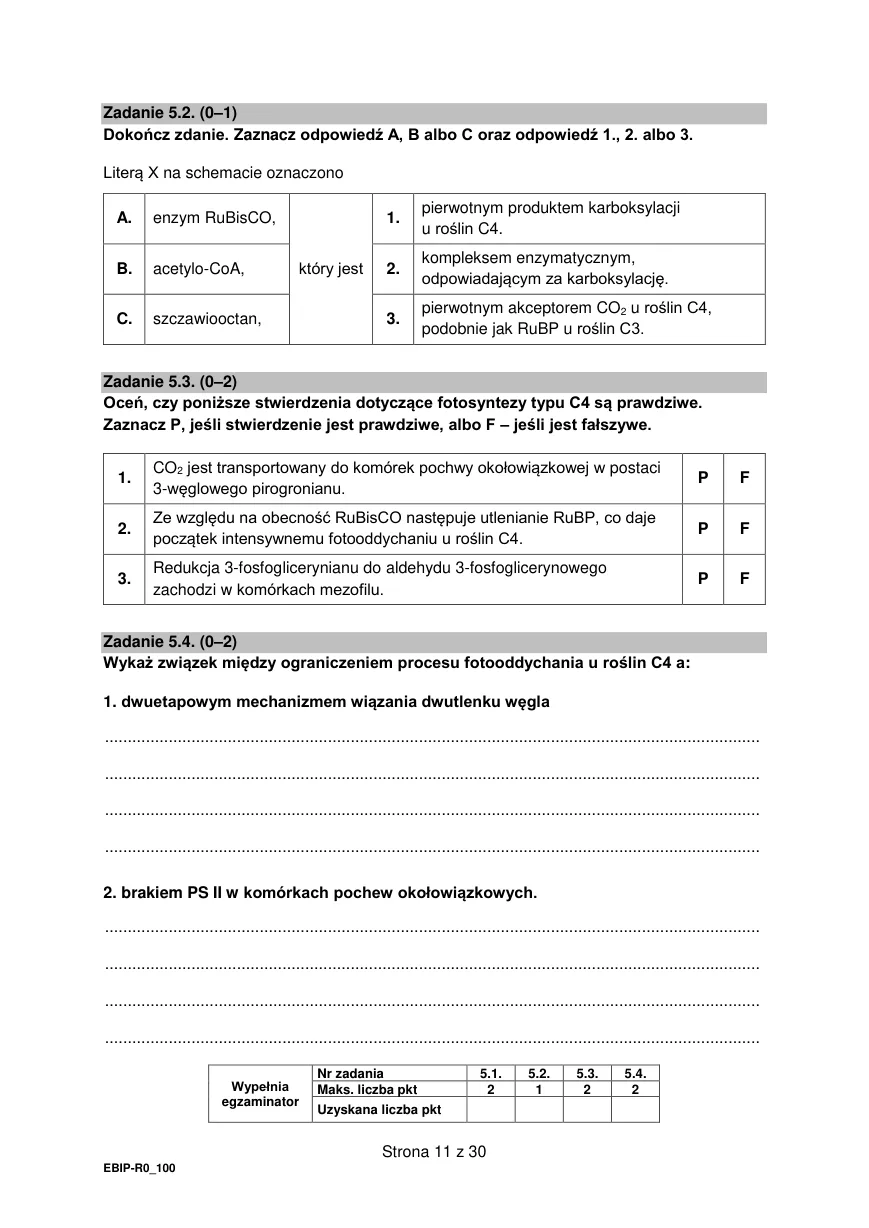 Zadanie 5.2. (0–1)
Dokończ zdanie. Zaznacz odpowiedź A, B albo C oraz odpowiedź 1., 2. albo 3.
Literą X na schemacie oznaczono
A. enzym RuBisCO,
B. acetylo-CoA,
C. szczawiooctan,
który jest
1. pierwotnym produktem karboksylacji
u roślin C4.
2. kompleksem enzymatycznym,
odpowiadającym za karboksylację.
3. pierwotnym akceptorem CO₂ u roślin C4,
podobnie jak RuBP u roślin C3.
Zadanie 5.3. (0–2)
Oceń, czy poniższe stwierdzenia dotyczące fotosyntezy typu C4 są prawdziwe.
Zaznacz P, jeśli stwierdzenie jest prawdziwe, albo F – jeśli jest fałszywe.
1. CO₂ jest transportowany do komórek pochwy okołowiązkowej w postaci
3-węglowego pirogronianu. P F
2. Ze względu na obecność RuBisCO następuje utlenianie RuBP, co daje
początek intensywnemu fotooddychaniu u roślin C4. P F
3. Redukcja 3-fosfoglicerynianu do aldehydu 3-fosfoglicerynowego
zachodzi w komórkach mezofilu. P F
Zadanie 5.4. (0–2)
Wykaż związek między ograniczeniem procesu fotooddychania u roślin C4 a:
1. dwuetapowym mechanizmem wiązania dwutlenku węgla
2. brakiem PS II w komórkach pochew okołowiązkowych.
Wypełnia
egzaminator
Nr zadania 5.1. 5.2. 5.3. 5.4.
Maks. liczba pkt 2 1 2 2
Uzyskana liczba pkt
Strona 11 z 30
EBIP-R0_100